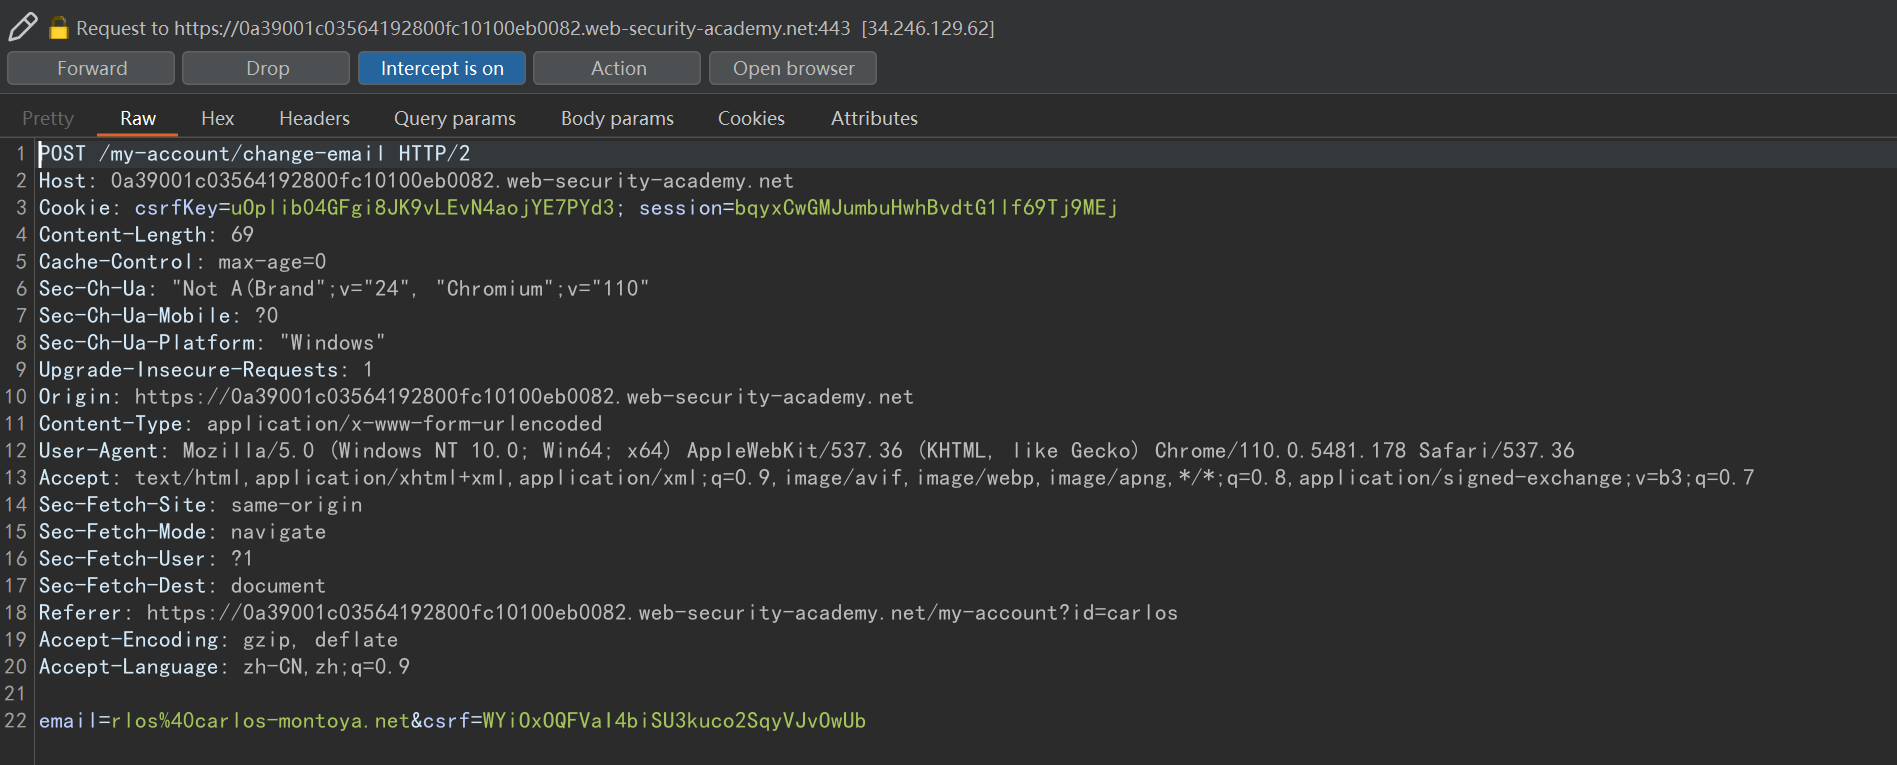 Request to https://0a39001c03564192800fc10100eb0082.web-security-academy.net:443 [34.246.129.62]
Forward Drop Intercept is on Action Open browser
Pretty Raw Hex Headers Query params Body params Cookies Attributes
1 POST /my-account/change-email HTTP/2
2 Host: 0a39001c03564192800fc10100eb0082.web-security-academy.net
3 Cookie: csrfKey=uOplibO4GFgi8JK9vLEvN4aojYE7PYd3; session=bqyxCwGMJumbuHwhBvdtG1lf69Tj9MEj
4 Content-Length: 69
5 Cache-Control: max-age=0
6 Sec-Ch-Ua: "Not A(Brand";v="24", "Chromium";v="110"
7 Sec-Ch-Ua-Mobile: ?0
8 Sec-Ch-Ua-Platform: "Windows"
9 Upgrade-Insecure-Requests: 1
10 Origin: https://0a39001c03564192800fc10100eb0082.web-security-academy.net
11 Content-Type: application/x-www-form-urlencoded
12 User-Agent: Mozilla/5.0 (Windows NT 10.0; Win64; x64) AppleWebKit/537.36 (KHTML, like Gecko) Chrome/110.0.5481.178 Safari/537.36
13 Accept: text/html,application/xhtml+xml,application/xml;q=0.9,image/avif,image/webp,image/apng,*/*;q=0.8,application/signed-exchange;v=b3;q=0.7
14 Sec-Fetch-Site: same-origin
15 Sec-Fetch-Mode: navigate
16 Sec-Fetch-User: ?1
17 Sec-Fetch-Dest: document
18 Referer: https://0a39001c03564192800fc10100eb0082.web-security-academy.net/my-account?id=carlos
19 Accept-Encoding: gzip, deflate
20 Accept-Language: zh-CN,zh;q=0.9
21
22 email=rlos%40carlos-montoya.net&csrf=WYiOxOQFVal4biSU3kuco2SqyVJvOwUb